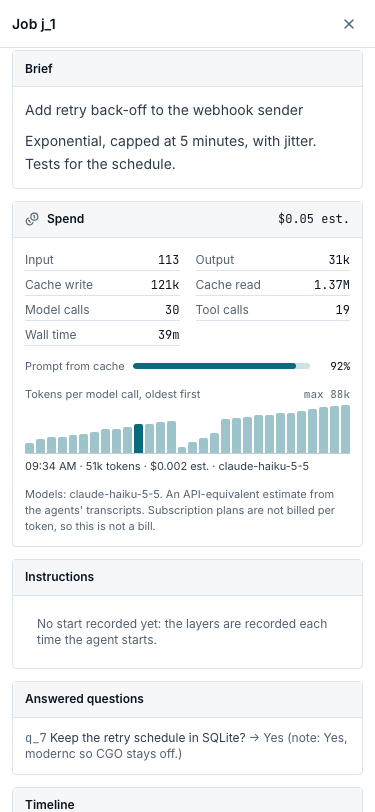 Job j_1
Brief
Add retry back-off to the webhook sender
Exponential, capped at 5 minutes, with jitter.
Tests for the schedule.
Spend $0.05 est.
Input 113 Output 31k
Cache write 121k Cache read 1.37M
Model calls 30 Tool calls 19
Wall time 39m
Prompt from cache 92%
Tokens per model call, oldest first max 88k
09:34 AM · 51k tokens · $0.002 est. · claude-haiku-5-5
Models: claude-haiku-5-5. An API-equivalent estimate from
the agents' transcripts. Subscription plans are not billed per
token, so this is not a bill.
Instructions
No start recorded yet: the layers are recorded each
time the agent starts.
Answered questions
q_7 Keep the retry schedule in SQLite? → Yes (note: Yes,
modernc so CGO stays off.)
Timeline